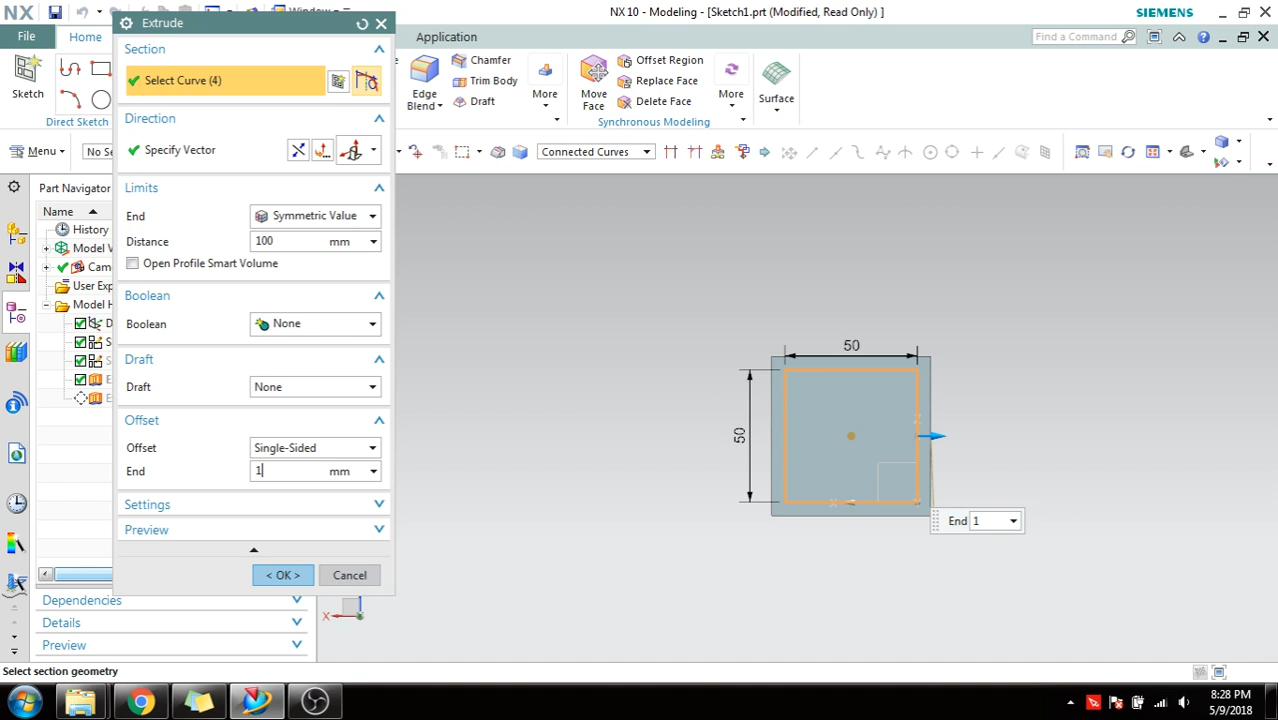 NX 10 - Modeling - [Sketch1.prt (Modified, Read Only) ]
SIEMENS
Extrude
File
Home
Application
Find a Command
Sketch
Direct Sketch
Edge
Blend
Chamfer
Trim Body
Draft
More
Move
Face
Offset Region
Replace Face
Delete Face
More
Surface
Synchronous Modeling
Menu
No Se
Connected Curves
Section
Select Curve (4)
Direction
Specify Vector
Limits
End
Symmetric Value
Distance
100
mm
Open Profile Smart Volume
Boolean
Boolean
None
Draft
Draft
None
Offset
Offset
Single-Sided
End
1
mm
Settings
Preview
< OK >
Cancel
Part Navigator
Name
History
Model V
Came
User Exp
Model H
D
S
S
E
E
Dependencies
Details
Preview
50
50
X
End 1
X
Select section geometry
8:28 PM
5/9/2018